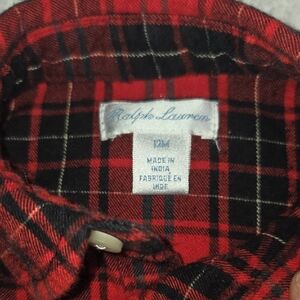 Ralph Lauren
12M
MADE IN
INDIA
FABRIQUÉ EN
INDE